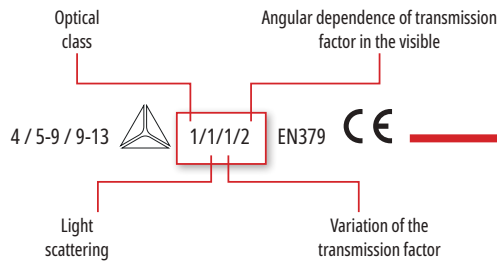 Optical
class
Angular dependence of transmission
factor in the visible
4 / 5-9 / 9-13 1/1/1/2 EN379 CE
Light
scattering
Variation of the
transmission factor